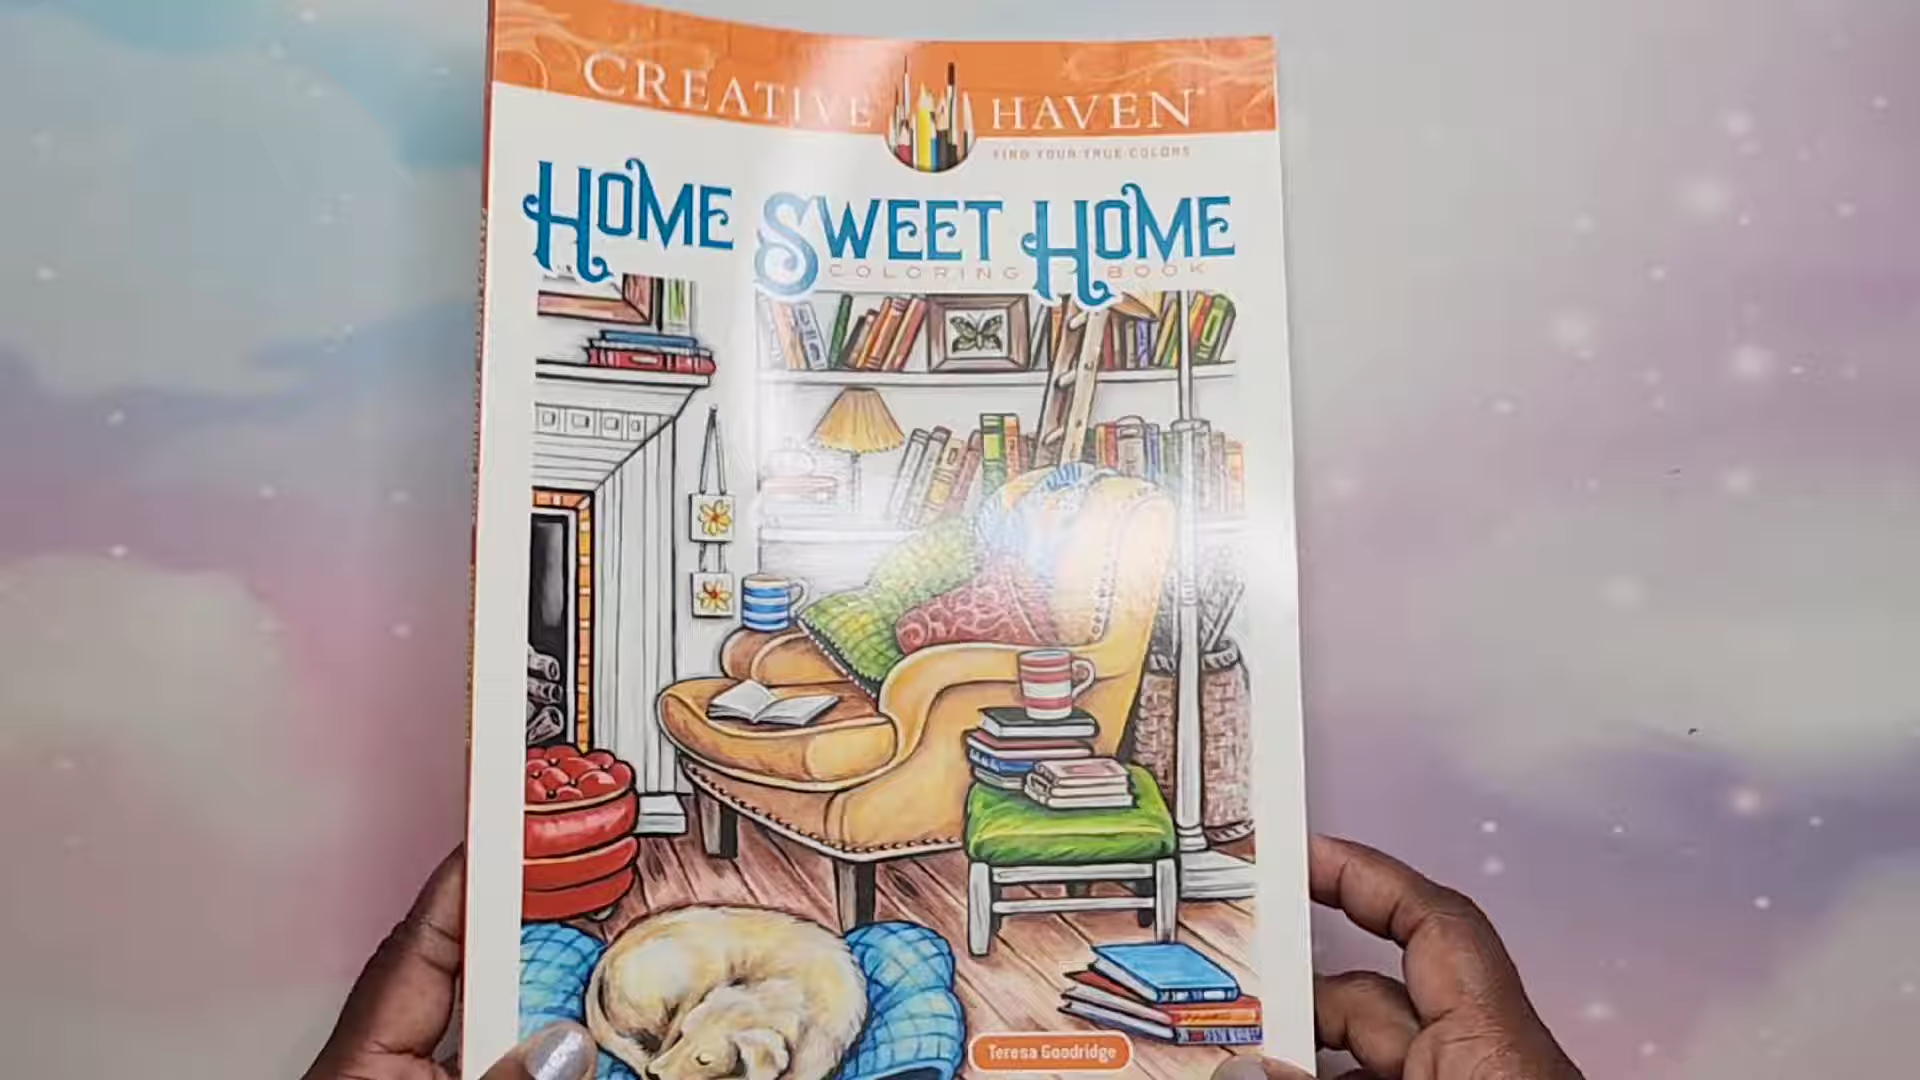 CREATIVE HAVEN
FIND YOUR TRUE COLORS
HOME SWEET HOME
COLORING BOOK
Teresa Goodridge